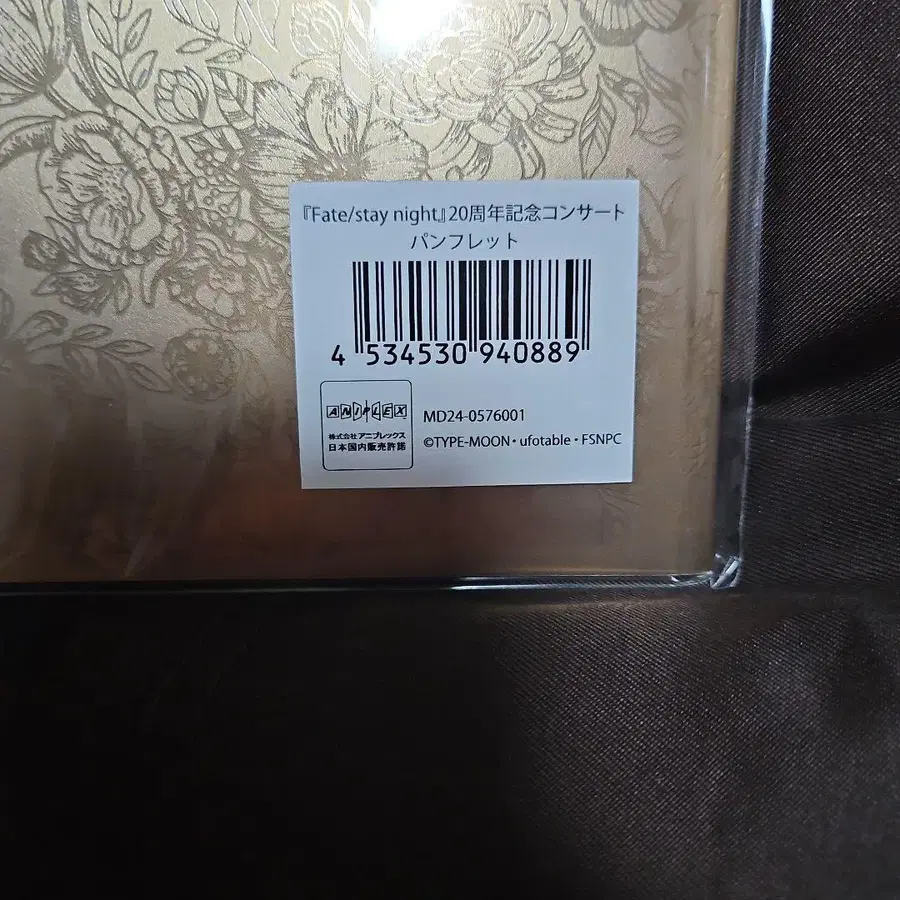 『Fate/stay night』20周年記念コンサート
パンフレット
4 534530 940889
ANIPLEX
株式会社アニプレックス
日本国内販売許諾
MD24-0576001
©TYPE-MOON・ufotable・FSNPC